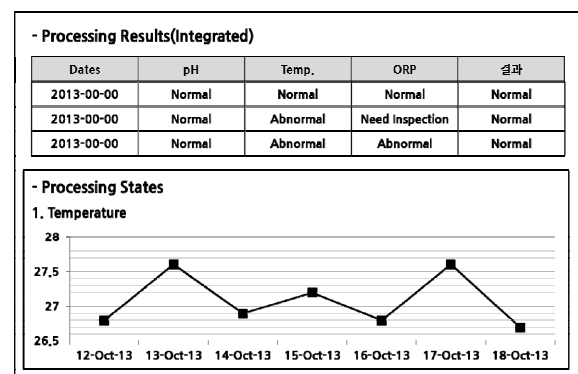 - Processing Results(Integrated)
Dates pH Temp. ORP 결과
2013-00-00 Normal Normal Normal Normal
2013-00-00 Normal Abnormal Need Inspection Normal
2013-00-00 Normal Abnormal Abnormal Normal
- Processing States
1. Temperature
28
27,5
27
26,5
12-Oct-13 13-Oct-13 14-Oct-13 15-Oct-13 16-Oct-13 17-Oct-13 18-Oct-13